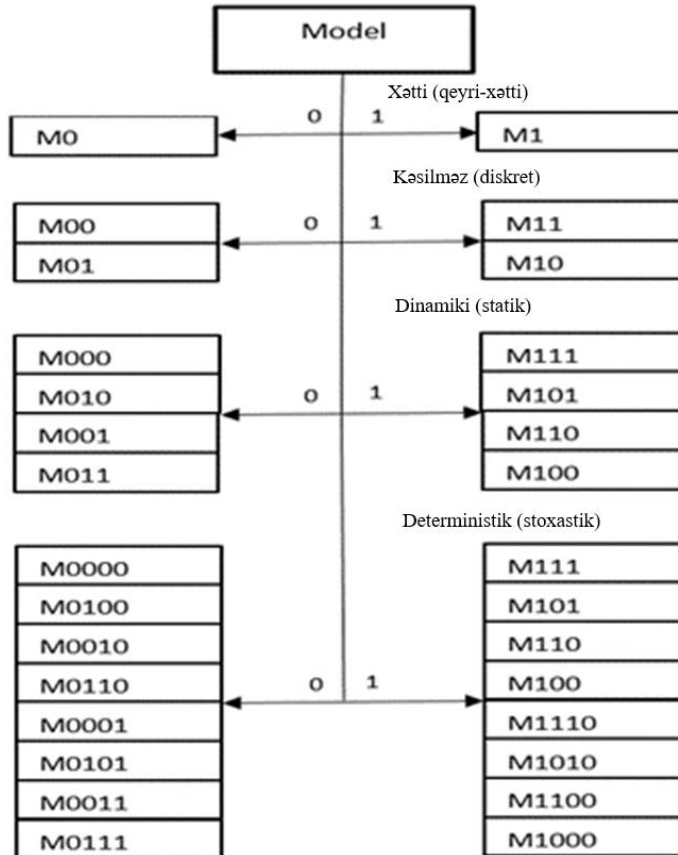 Model
Xətti (qeyri-xətti)
0 1
M0 M1
Kəsilməz (diskret)
M00 0 1 M11
M01 M10
Dinamiki (statik)
M000 M111
M010 0 1 M101
M001 M110
M011 M100
Deterministik (stoxastik)
M0000 M111
M0100 M101
M0010 M110
M0110 0 1 M100
M0001 M1110
M0101 M1010
M0011 M1100
M0111 M1000